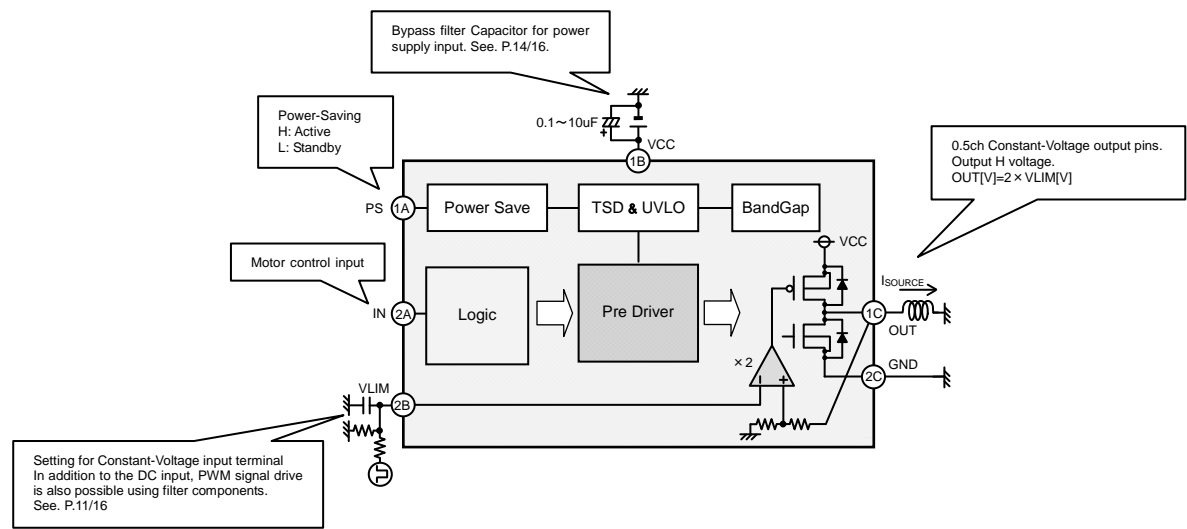 Bypass filter Capacitor for power
supply input. See. P.14/16.
Power-Saving
H: Active
L: Standby
0.1～10uF
+
VCC
1B
0.5ch Constant-Voltage output pins.
Output H voltage.
OUT[V]=2×VLIM[V]
PS
1A
Power Save
TSD & UVLO
BandGap
VCC
Motor control input
ISOURCE
IN
2A
Logic
Pre Driver
1C
OUT
×2
GND
2C
VLIM
2B
Setting for Constant-Voltage input terminal
In addition to the DC input, PWM signal drive
is also possible using filter components.
See. P.11/16